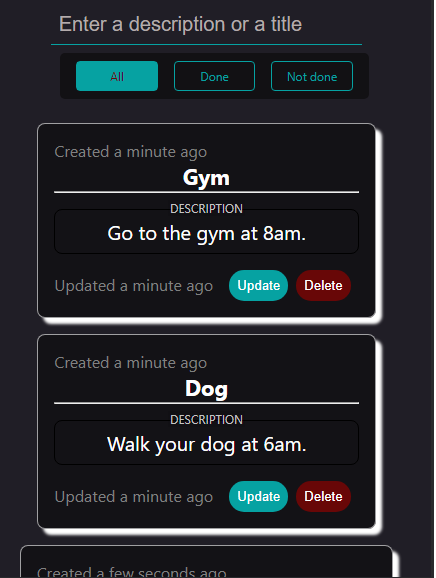 Enter a description or a title
All Done Not done
Created a minute ago
Gym
DESCRIPTION
Go to the gym at 8am.
Updated a minute ago Update Delete
Created a minute ago
Dog
DESCRIPTION
Walk your dog at 6am.
Updated a minute ago Update Delete
Created a few seconds ago